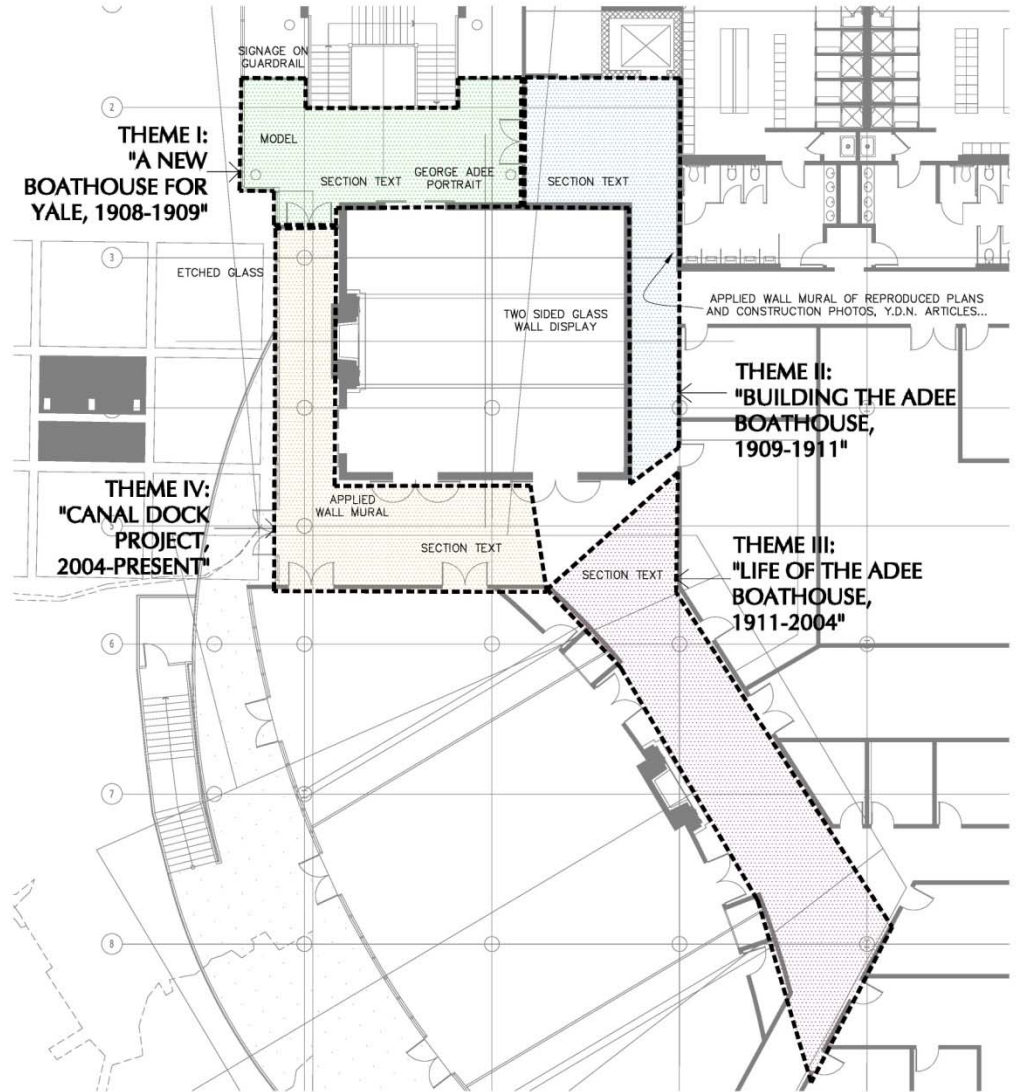 SIGNAGE ON
GUARDRAIL
2
THEME I:
"A NEW
BOATHOUSE FOR
YALE, 1908-1909"
MODEL
SECTION TEXT
GEORGE ADEE
PORTRAIT
SECTION TEXT
3
ETCHED GLASS
TWO SIDED GLASS
WALL DISPLAY
APPLIED WALL MURAL OF REPRODUCED PLANS
AND CONSTRUCTION PHOTOS, Y.D.N. ARTICLES...
THEME II:
"BUILDING THE ADEE
BOATHOUSE,
1909-1911"
THEME IV:
"CANAL DOCK
PROJECT,
2004-PRESENT"
5
APPLIED
WALL MURAL
SECTION TEXT
THEME III:
"LIFE OF THE ADEE
BOATHOUSE,
1911-2004"
SECTION TEXT
6
7
8